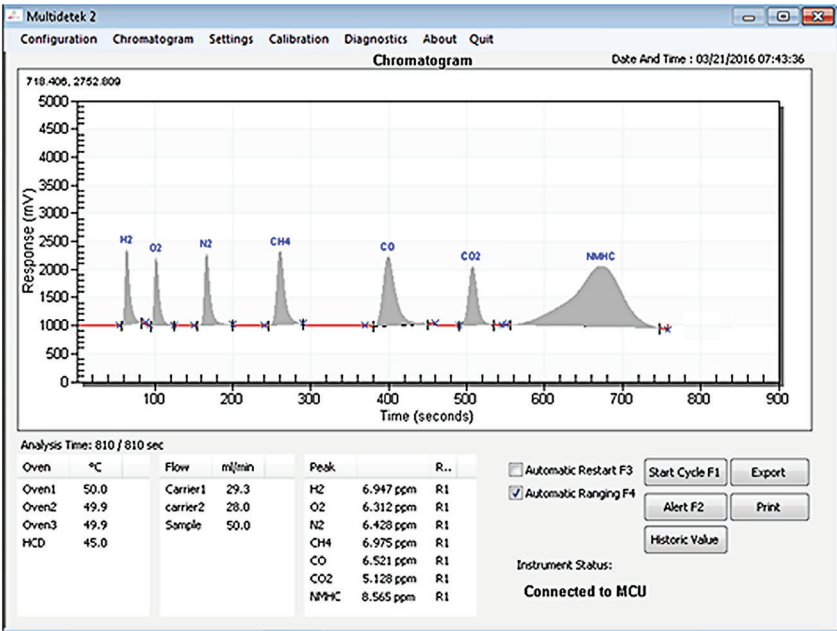 Multidetek 2
Configuration Chromatogram Settings Calibration Diagnostics About Quit
Chromatogram Date And Time : 03/21/2016 07:43:36
718.406, 2752.809
5000
4500
4000
3500
3000
2500
2000
1500
1000
500
0
Response (mV)
H2 O2 N2 CH4 CO CO2 NMHC
100 200 300 400 500 600 700 800 900
Time (seconds)
Analysis Time: 810 / 810 sec
Oven °C Flow ml/min Peak R..
Oven1 50.0 Carrier1 29.3 H2 6.947 ppm R1
Oven2 49.9 carrier2 28.0 O2 6.312 ppm R1
Oven3 49.9 Sample 50.0 N2 6.428 ppm R1
HCD 45.0 CH4 6.975 ppm R1
CO 6.521 ppm R1
CO2 5.128 ppm R1
NMHC 8.565 ppm R1
Automatic Restart F3 Start Cycle F1 Export
Automatic Ranging F4 Alert F2 Print
Historic Value
Instrument Status:
Connected to MCU